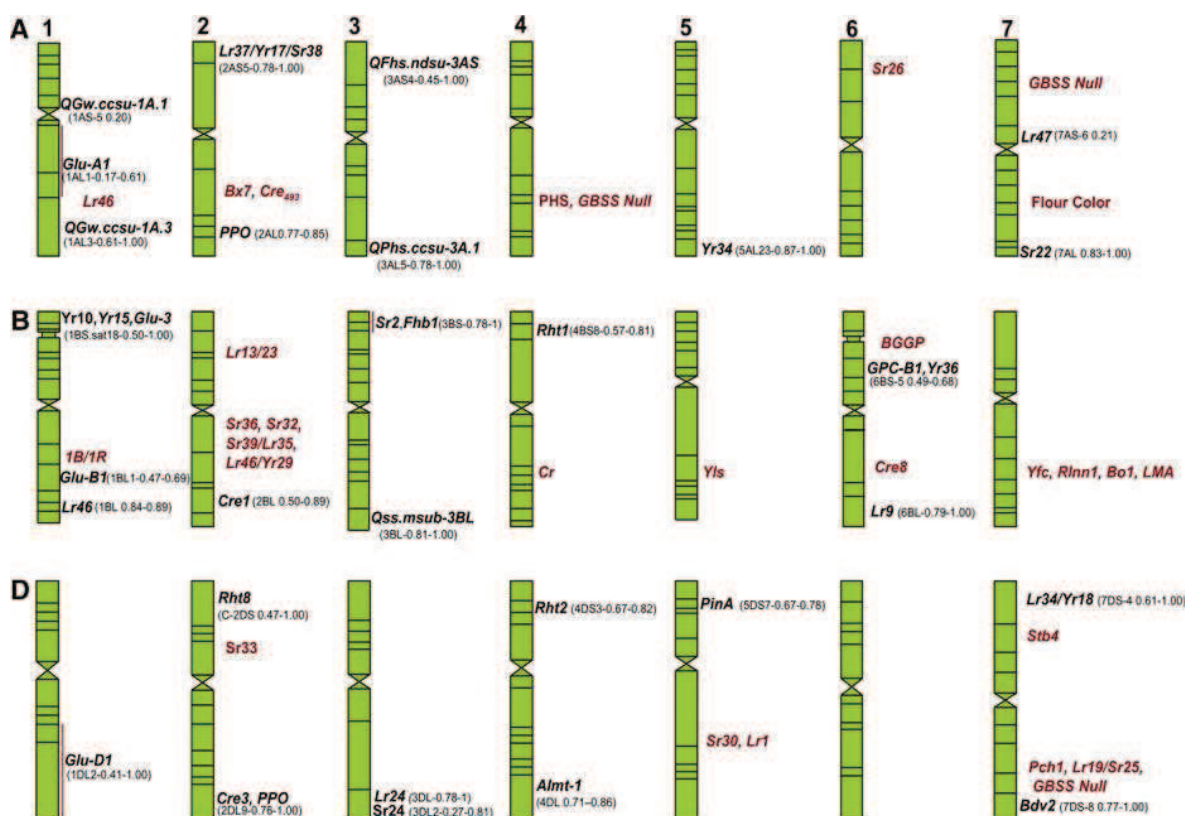 A
1 2 3 4 5 6 7
QGw.ccsu-1A.1
(1AS-5 0.20)
Glu-A1
(1AL1-0.17-0.61)
Lr46
QGw.ccsu-1A.3
(1AL3-0.61-1.00)
Lr37/Yr17/Sr38
(2AS5-0.78-1.00)
Bx7, Cre493
PPO (2AL0.77-0.85)
QFhs.ndsu-3AS
(3AS4-0.45-1.00)
QPhs.ccsu-3A.1
(3AL5-0.78-1.00)
PHS, GBSS Null
Yr34 (5AL23-0.87-1.00)
Sr26
GBSS Null
Lr47 (7AS-6 0.21)
Flour Color
Sr22 (7AL 0.83-1.00)
B
Yr10,Yr15,Glu-3
(1BS.sat18-0.50-1.00)
1B/1R
Glu-B1(1BL1-0.47-0.69)
Lr46 (1BL 0.84-0.89)
Lr13/23
Sr36, Sr32,
Sr39/Lr35,
Lr46/Yr29
Cre1 (2BL 0.50-0.89)
Sr2,Fhb1(3BS-0.78-1)
Qss.msub-3BL
(3BL-0.81-1.00)
Rht1(4BS8-0.57-0.81)
Cr
Yls
BGGP
GPC-B1,Yr36
(6BS-5 0.49-0.68)
Cre8
Lr9 (6BL-0.79-1.00)
Yfc, Rlnn1, Bo1, LMA
D
Glu-D1
(1DL2-0.41-1.00)
Rht8
(C-2DS 0.47-1.00)
Sr33
Cre3, PPO
(2DL9-0.76-1.00)
Lr24 (3DL-0.78-1)
Sr24 (3DL2-0.27-0.81)
Rht2 (4DS3-0.67-0.82)
Almt-1
(4DL 0.71–0.86)
PinA (5DS7-0.67-0.78)
Sr30, Lr1
Lr34/Yr18 (7DS-4 0.61-1.00)
Stb4
Pch1, Lr19/Sr25,
GBSS Null
Bdv2 (7DS-8 0.77-1.00)